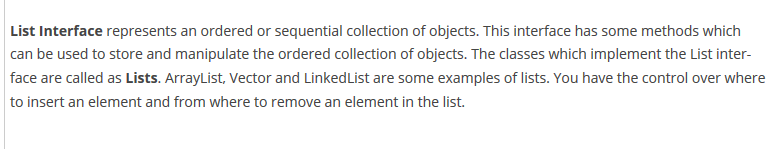 List Interface represents an ordered or sequential collection of objects. This interface has some methods which
can be used to store and manipulate the ordered collection of objects. The classes which implement the List inter-
face are called as Lists. ArrayList, Vector and LinkedList are some examples of lists. You have the control over where
to insert an element and from where to remove an element in the list.